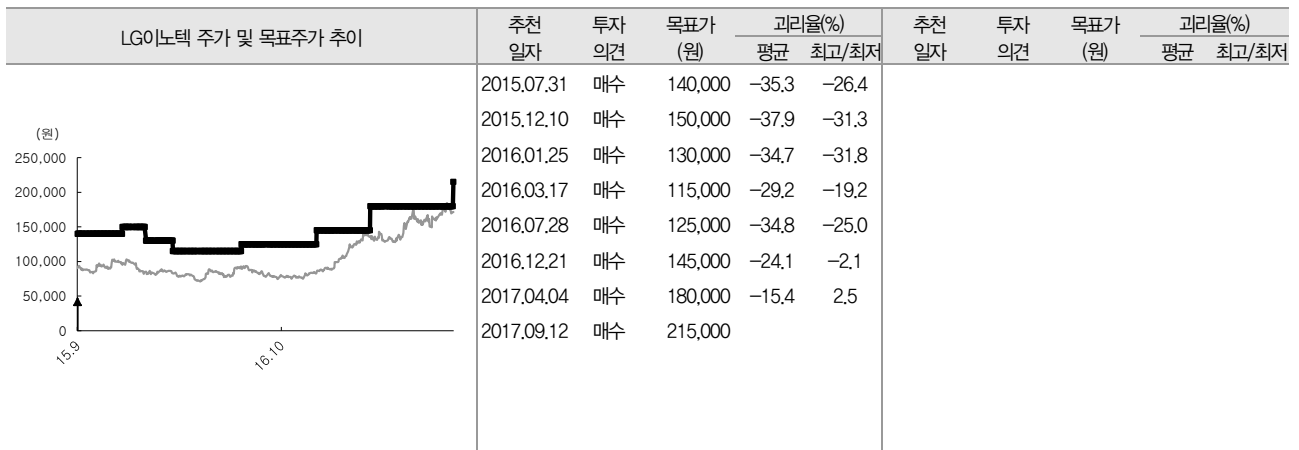 LG이노텍 주가 및 목표주가 추이
추천 투자 목표가 괴리율(%) 추천 투자 목표가 괴리율(%)
일자 의견 (원) 평균 최고/최저 일자 의견 (원) 평균 최고/최저
2015.07.31 매수 140,000 -35.3 -26.4
2015.12.10 매수 150,000 -37.9 -31.3
2016.01.25 매수 130,000 -34.7 -31.8
2016.03.17 매수 115,000 -29.2 -19.2
2016.07.28 매수 125,000 -34.8 -25.0
2016.12.21 매수 145,000 -24.1 -2.1
2017.04.04 매수 180,000 -15.4 2.5
2017.09.12 매수 215,000
(원)
250,000
200,000
150,000
100,000
50,000
0
15.9
16.10